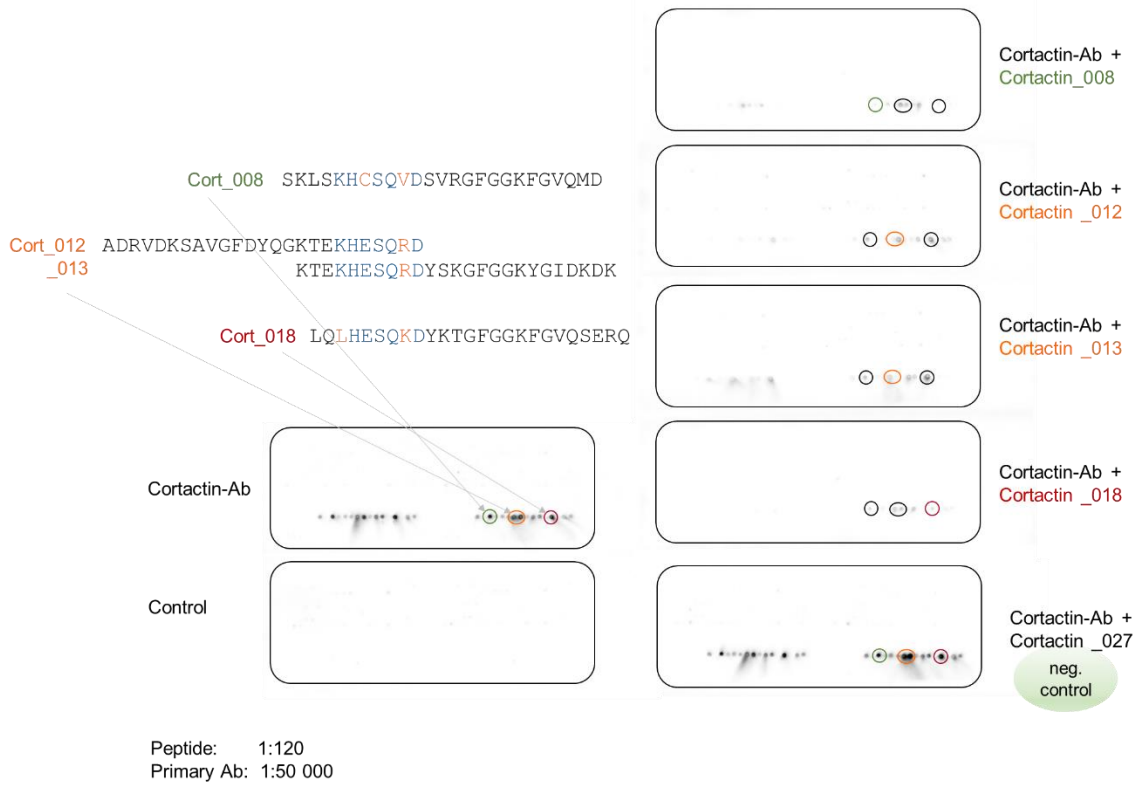 Cortactin-Ab +
Cortactin_008
Cort_008 SKLSKHCSQVDSVRGFGGKFGVQMD
Cortactin-Ab +
Cortactin _012
Cort_012 ADRVDKSAVGFDYQGKTEKHESQRD
_013 KTEKHESQRDYSKGFGGKYGIDKDK
Cort_018 LQLHESQKDYKTGFGGKFGVQSERQ
Cortactin-Ab +
Cortactin _013
Cortactin-Ab
Cortactin-Ab +
Cortactin _018
Control
Cortactin-Ab +
Cortactin _027
neg.
control
Peptide: 1:120
Primary Ab: 1:50 000